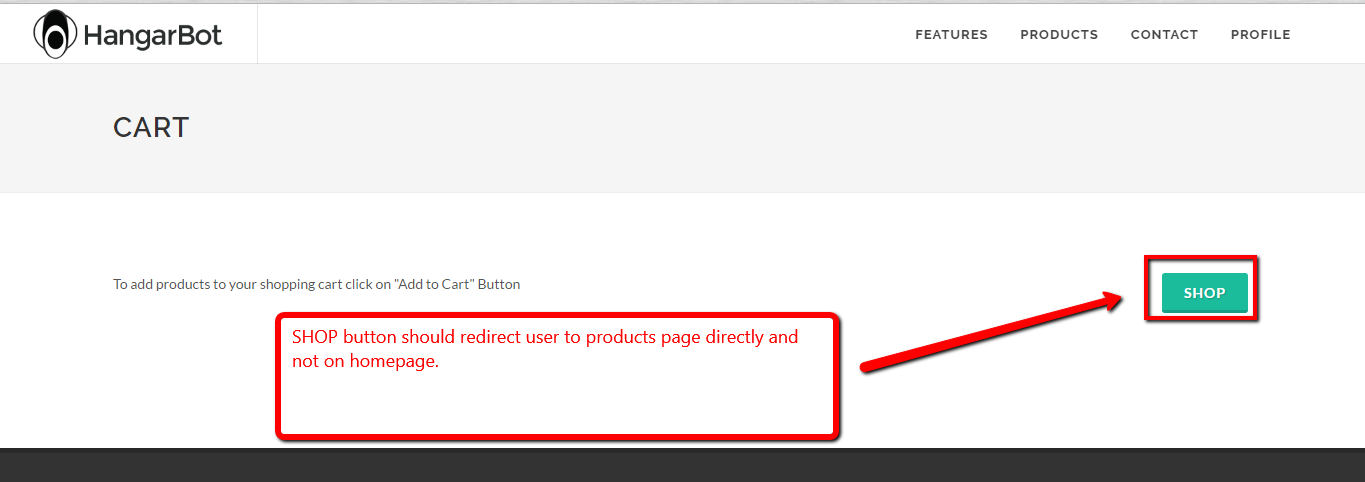 HangarBot
FEATURES PRODUCTS CONTACT PROFILE
CART
To add products to your shopping cart click on "Add to Cart" Button
SHOP
SHOP button should redirect user to products page directly and
not on homepage.